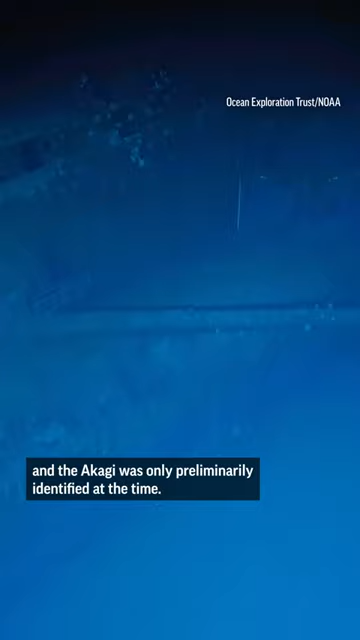 Ocean Exploration Trust/NOAA
and the Akagi was only preliminarily
identified at the time.